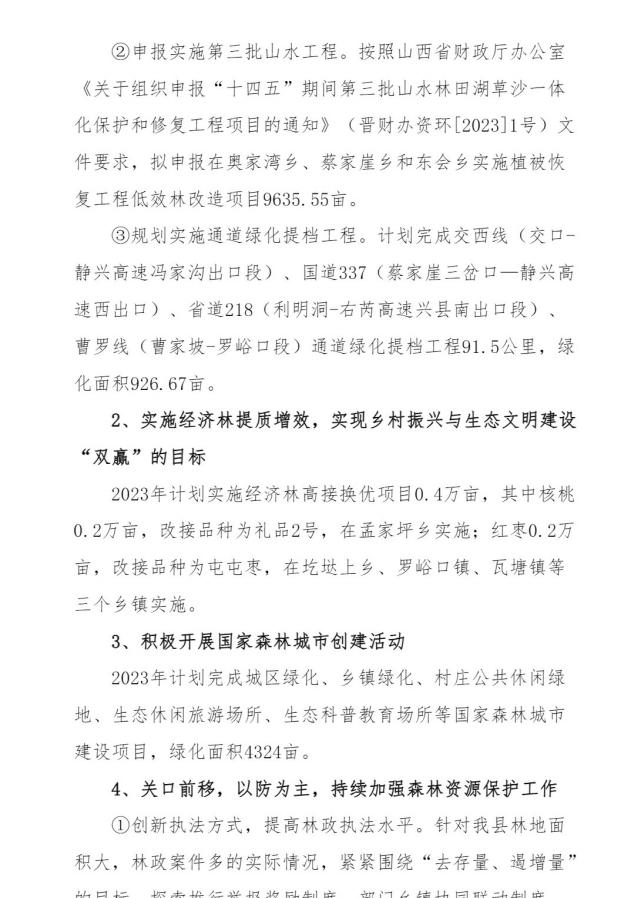 ②申报实施第三批山水工程。按照山西省财政厅办公室
《关于组织申报“十四五”期间第三批山水林田湖草沙一体
化保护和修复工程项目的通知》（晋财办资环[2023]1号）文
件要求，拟申报在奥家湾乡、蔡家崖乡和东会乡实施植被恢
复工程低效林改造项目9635.55亩。
③规划实施通道绿化提档工程。计划完成交西线（交口-
静兴高速冯家沟出口段）、国道337（蔡家崖三岔口—静兴高
速西出口）、省道218（利明洞-右芮高速兴县南出口段）、
曹罗线（曹家坡-罗峪口段）通道绿化提档工程91.5公里，绿
化面积926.67亩。
2、实施经济林提质增效，实现乡村振兴与生态文明建设
“双赢”的目标
2023年计划实施经济林高接换优项目0.4万亩，其中核桃
0.2万亩，改接品种为礼品2号，在孟家坪乡实施；红枣0.2万
亩，改接品种为屯屯枣，在圪垯上乡、罗峪口镇、瓦塘镇等
三个乡镇实施。
3、积极开展国家森林城市创建活动
2023年计划完成城区绿化、乡镇绿化、村庄公共休闲绿
地、生态休闲旅游场所、生态科普教育场所等国家森林城市
建设项目，绿化面积4324亩。
4、关口前移，以防为主，持续加强森林资源保护工作
①创新执法方式，提高林政执法水平。针对我县林地面
积大，林政案件多的实际情况，紧紧围绕“去存量、遏增量”
的目标，探索推行举报奖励制度、部门乡镇协同联动制度、